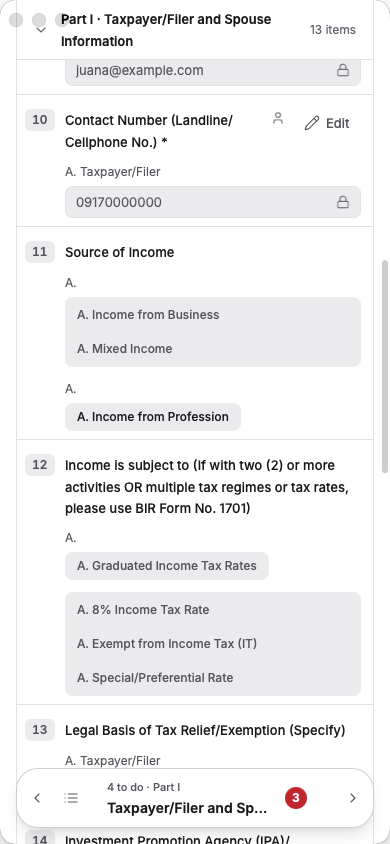 Part I · Taxpayer/Filer and Spouse
Information
13 items
juana@example.com
10
Contact Number (Landline/
Cellphone No.) *
Edit
A. Taxpayer/Filer
09170000000
11
Source of Income
A.
A. Income from Business
A. Mixed Income
A.
A. Income from Profession
12
Income is subject to (If with two (2) or more
activities OR multiple tax regimes or tax rates,
please use BIR Form No. 1701)
A.
A. Graduated Income Tax Rates
A. 8% Income Tax Rate
A. Exempt from Income Tax (IT)
A. Special/Preferential Rate
13
Legal Basis of Tax Relief/Exemption (Specify)
A. Taxpayer/Filer
4 to do · Part I
Taxpayer/Filer and Sp...
3
14
Investment Promotion Agency (IPA)/